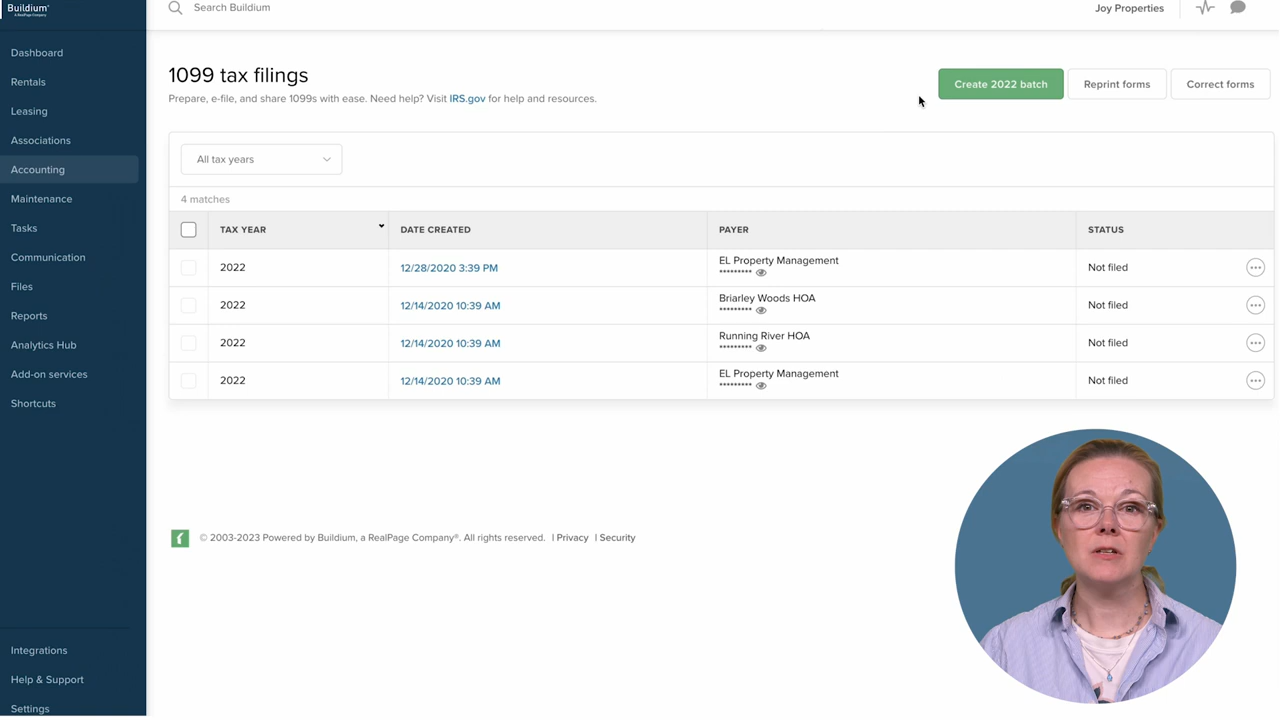 Buildium®
A RealPage Company
Search Buildium
Joy Properties
Dashboard
Rentals
Leasing
Associations
Accounting
Maintenance
Tasks
Communication
Files
Reports
Analytics Hub
Add-on services
Shortcuts
Integrations
Help & Support
Settings
1099 tax filings
Prepare, e-file, and share 1099s with ease. Need help? Visit IRS.gov for help and resources.
Create 2022 batch
Reprint forms
Correct forms
All tax years
4 matches
TAX YEAR DATE CREATED PAYER STATUS
2022 12/28/2020 3:39 PM EL Property Management Not filed
*********
2022 12/14/2020 10:39 AM Briarley Woods HOA Not filed
*********
2022 12/14/2020 10:39 AM Running River HOA Not filed
*********
2022 12/14/2020 10:39 AM EL Property Management Not filed
*********
© 2003-2023 Powered by Buildium, a RealPage Company®. All rights reserved. | Privacy | Security